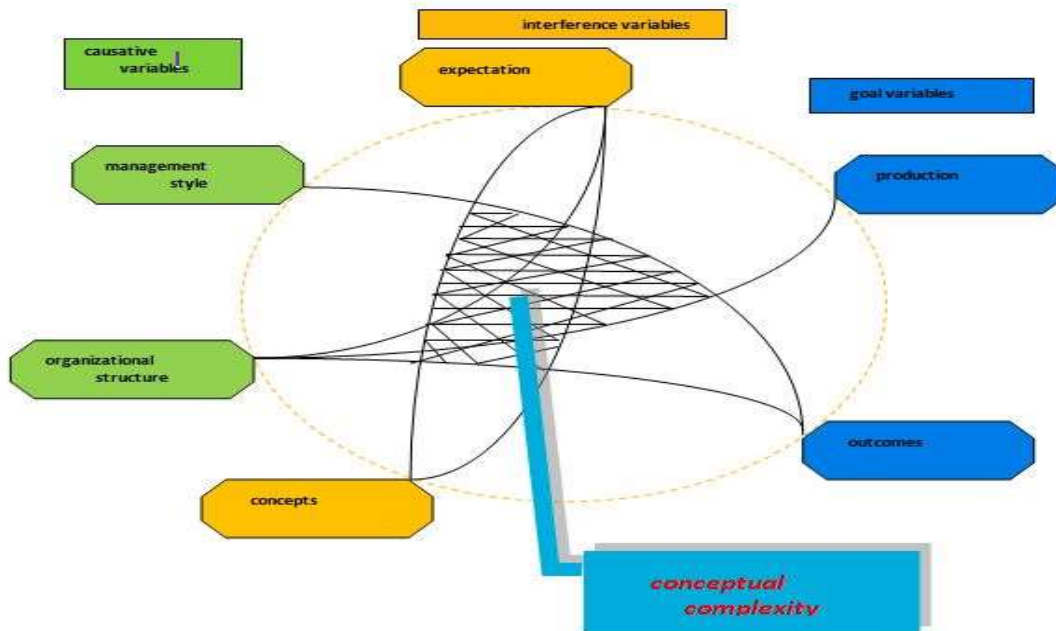 interference variables
causative
variables
expectation
goal variables
management
style
production
organizational
structure
outcomes
concepts
conceptual
complexity